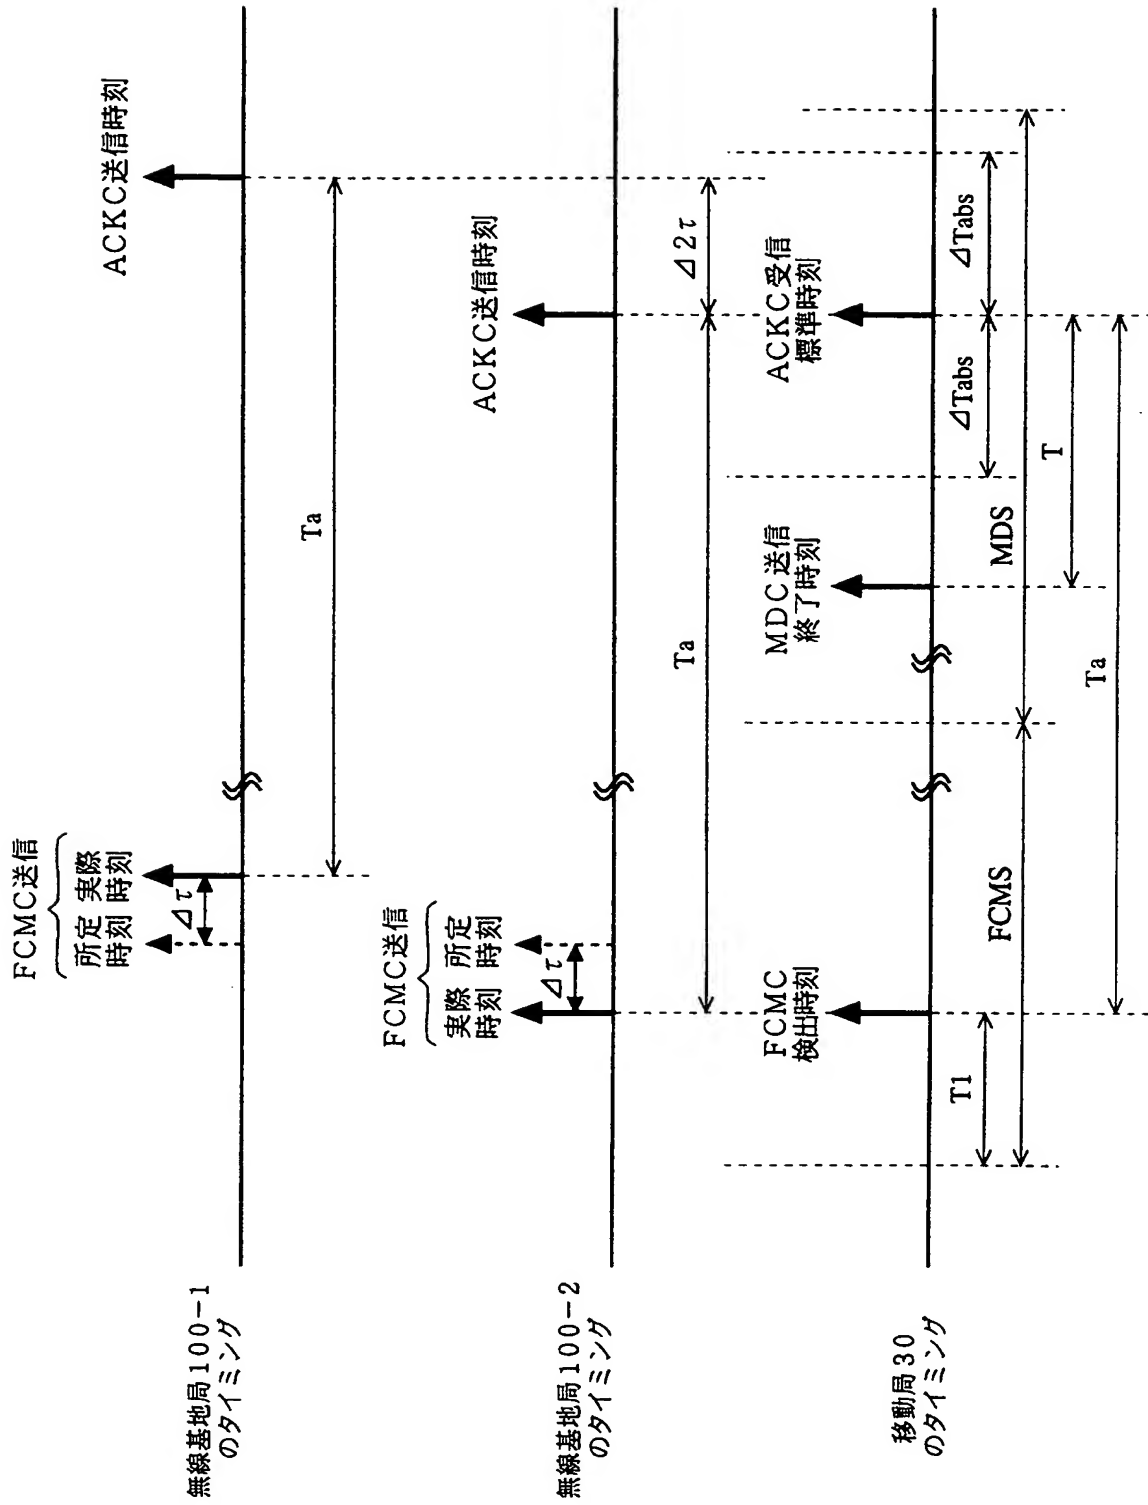 FCMC送信
所定 実際
時刻 時刻
Δτ
ACKC送信時刻
Ta
無線基地局100-1
のタイミング
FCMC送信
実際 所定
時刻 時刻
Δτ
ACKC送信時刻
Δ2τ
Ta
無線基地局100-2
のタイミング
FCMC
検出時刻
MDC送信
終了時刻
ACKC受信
標準時刻
T1
ΔTabs
ΔTabs
FCMS
MDS
T
Ta
移動局30
のタイミング